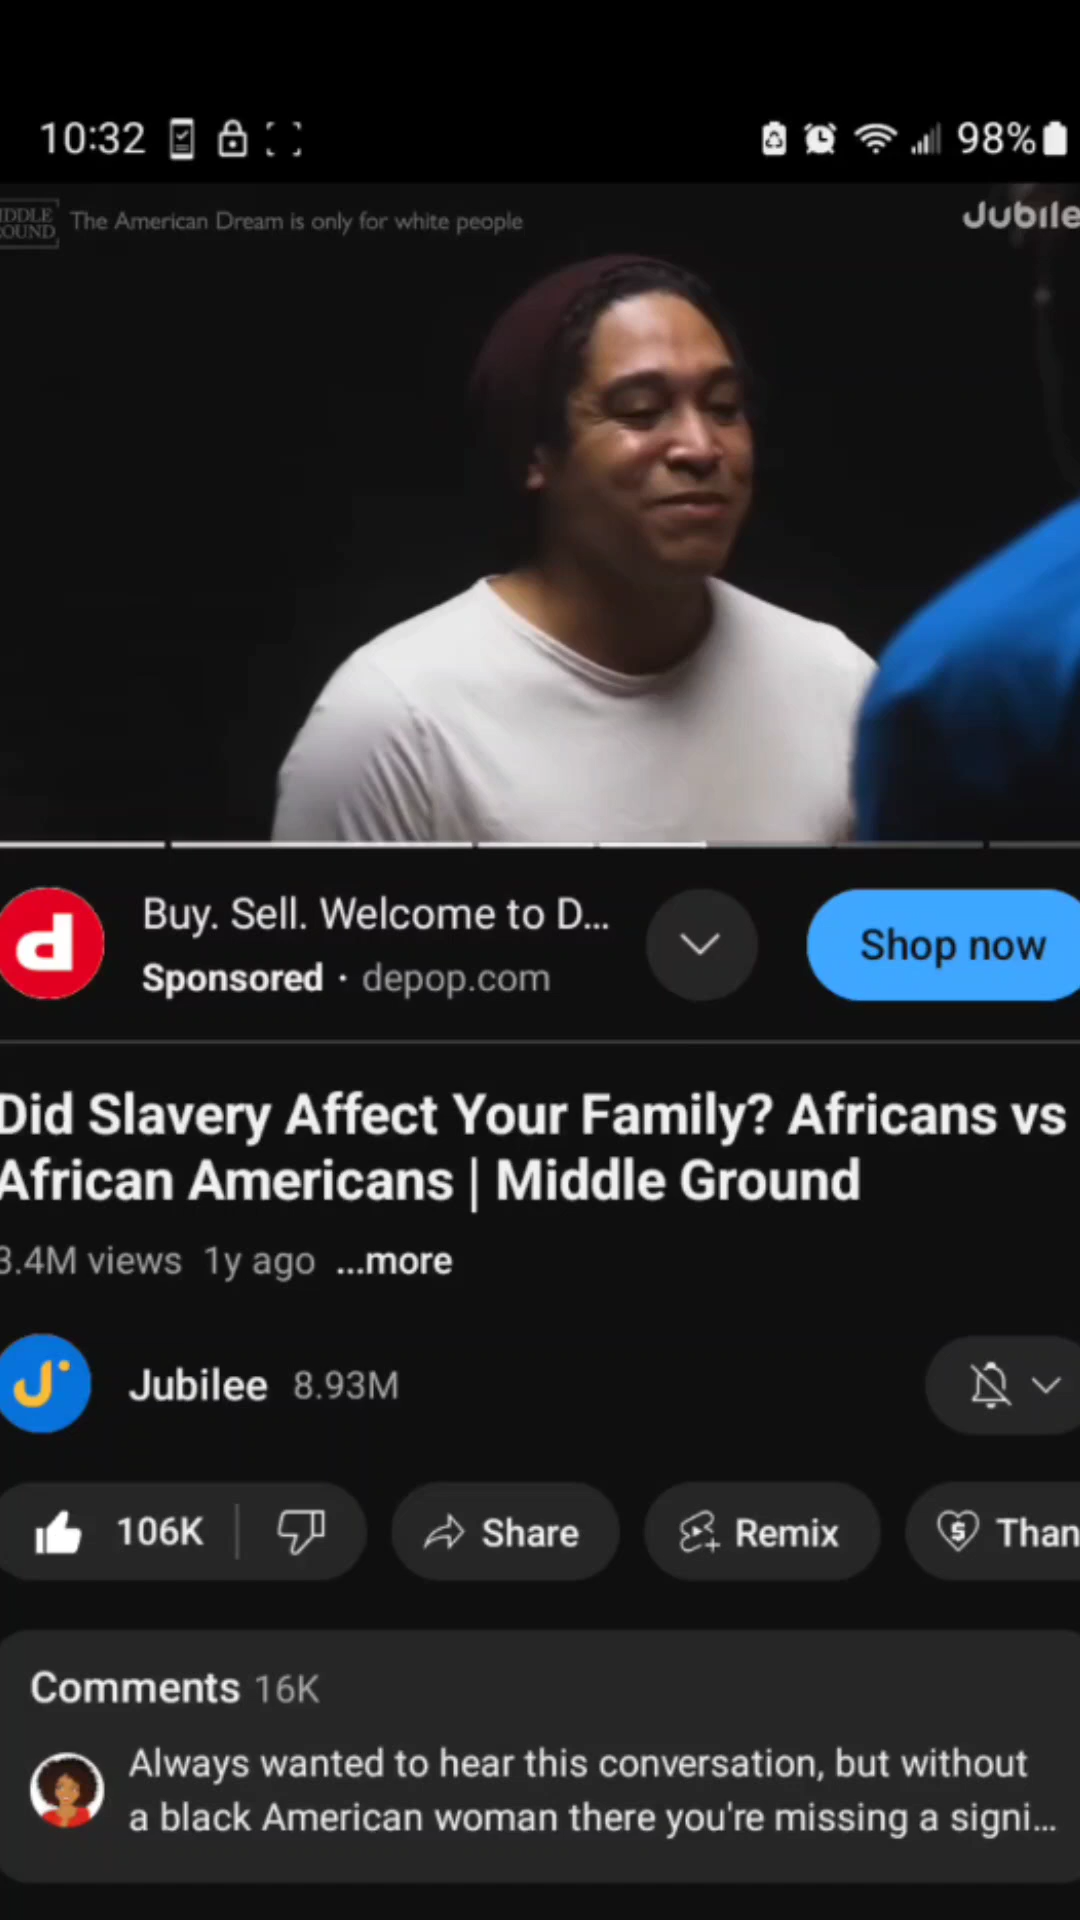 10:32
98%
IDDLE
OUND
The American Dream is only for white people
Jubile
Buy. Sell. Welcome to D...
Sponsored · depop.com
Shop now
Did Slavery Affect Your Family? Africans vs
African Americans | Middle Ground
3.4M views 1y ago ...more
Jubilee 8.93M
106K
Share
Remix
Than
Comments 16K
Always wanted to hear this conversation, but without
a black American woman there you're missing a signi...